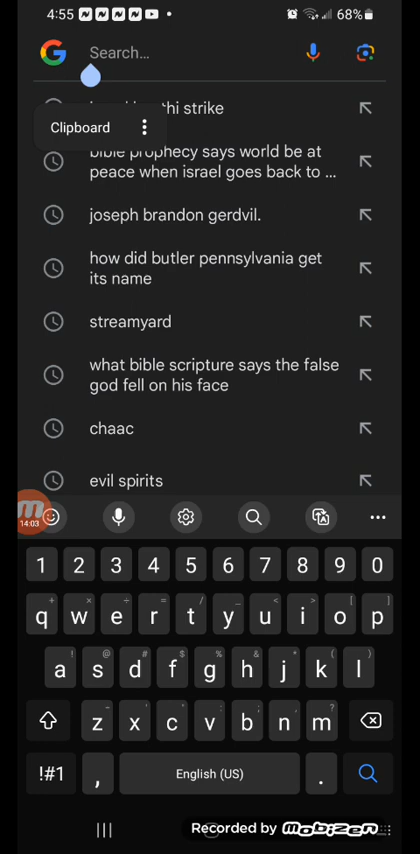 4:55 68%
Search...
strike
Clipboard
bible prophecy says world be at
peace when israel goes back to ...
joseph brandon gerdvil.
how did butler pennsylvania get
its name
streamyard
what bible scripture says the false
god fell on his face
chaac
evil spirits
14:03
1 2 3 4 5 6 7 8 9 0
+ × ÷ = / _ < > [ ]
q w e r t y u i o p
! @ # $ % ^ & * ( )
a s d f g h j k l
- ' " : ; , ?
z x c v b n m
!#1 , English (US) .
Recorded by mobizen